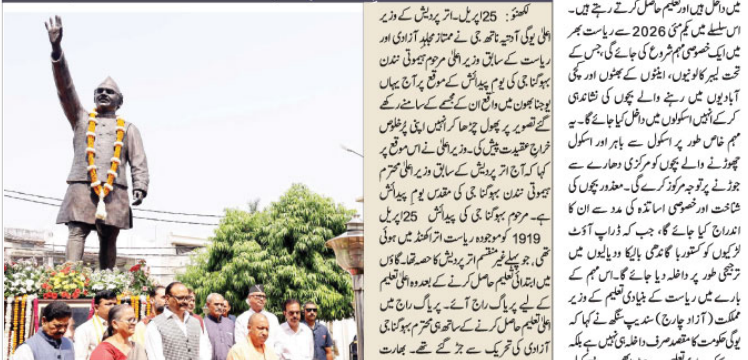 لکھنؤ: 25اپریل۔اتر پردیش کے وزیر
اعلیٰ یوگی آدتیہ ناتھ جی نے ممتاز مجاہد آزادی اور
ریاست کے سابق وزیر اعلیٰ مرحوم ہیموتی نندن
بہوگنا جی کی یوم پیدائش کے موقع پر آج یہاں
یوجنا بھون میں واقع ان کے مجسمے کے سامنے رکھے
گئے تصویر پر پھول چڑھا کر انہیں اپنی پُرخلوص
خراج عقیدت پیش کی۔وزیر اعلیٰ نے اس موقع پر
کہا کہ آج اتر پردیش کے سابق وزیر اعلیٰ محترم
ہیموتی نندن بہوگنا جی کی مقدس یوم پیدائش
ہے۔ مرحوم بہوگنا جی کی پیدائش 25اپریل
1919 کو موجودہ ریاست اتراکھنڈ میں ہوئی
تھی، جو پہلے غیر منقسم اتر پردیش کا حصہ تھا۔ گاؤں
میں ابتدائی تعلیم حاصل کرنے کے بعد وہ اعلیٰ تعلیم
کے لیے پریاگ راج آئے۔ پریاگ راج میں
اعلیٰ تعلیم حاصل کرنے کے ساتھ ہی محترم بہوگنا جی
آزادی کی تحریک سے جڑ گئے تھے۔ بھارت
میں داخل ہیں اور تعلیم حاصل کرتے رہتے ہیں۔
اس سلسلے میں یکم مئی 2026 سے ریاست بھر
میں ایک خصوصی مہم شروع کی جائے گی، جس کے
تحت لیبر کالونیوں، اینٹوں کے بھٹوں اور کچی
آبادیوں میں رہنے والے بچوں کی نشاندہی
کرکے انہیں اسکولوں میں داخل کیا جائے گا۔ یہ
مہم خاص طور پر اسکول سے باہر اور اسکول
چھوڑنے والے بچوں کو مرکزی دھارے سے
جوڑنے پر توجہ مرکوز کرے گی۔ معذور بچوں کی
شناخت اور خصوصی اساتذہ کی مدد سے ان کا
اندراج کیا جائے گا، جب کہ ڈراپ آؤٹ
لڑکیوں کو کستوربا گاندھی بالیکا ودیالیوں میں
ترجیحی طور پر داخلہ دیا جائے گا۔ اس مہم کے
بارے میں ریاست کے بنیادی تعلیم کے وزیر
مملکت (آزاد چارج) سندیپ سنگھ نے کہا کہ
یوگی حکومت کا مقصد صرف داخلہ ہی نہیں ہے بلکہ